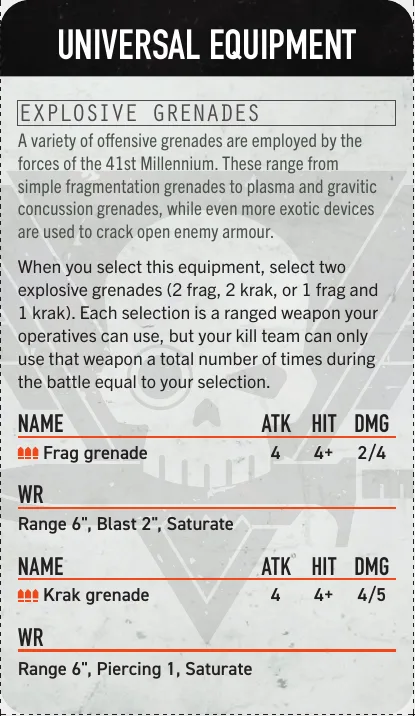 UNIVERSAL EQUIPMENT
EXPLOSIVE GRENADES
A variety of offensive grenades are employed by the
forces of the 41st Millennium. These range from
simple fragmentation grenades to plasma and gravitic
concussion grenades, while even more exotic devices
are used to crack open enemy armour.
When you select this equipment, select two
explosive grenades (2 frag, 2 krak, or 1 frag and
1 krak). Each selection is a ranged weapon your
operatives can use, but your kill team can only
use that weapon a total number of times during
the battle equal to your selection.
NAME ATK HIT DMG
Frag grenade 4 4+ 2/4
WR
Range 6", Blast 2", Saturate
NAME ATK HIT DMG
Krak grenade 4 4+ 4/5
WR
Range 6", Piercing 1, Saturate